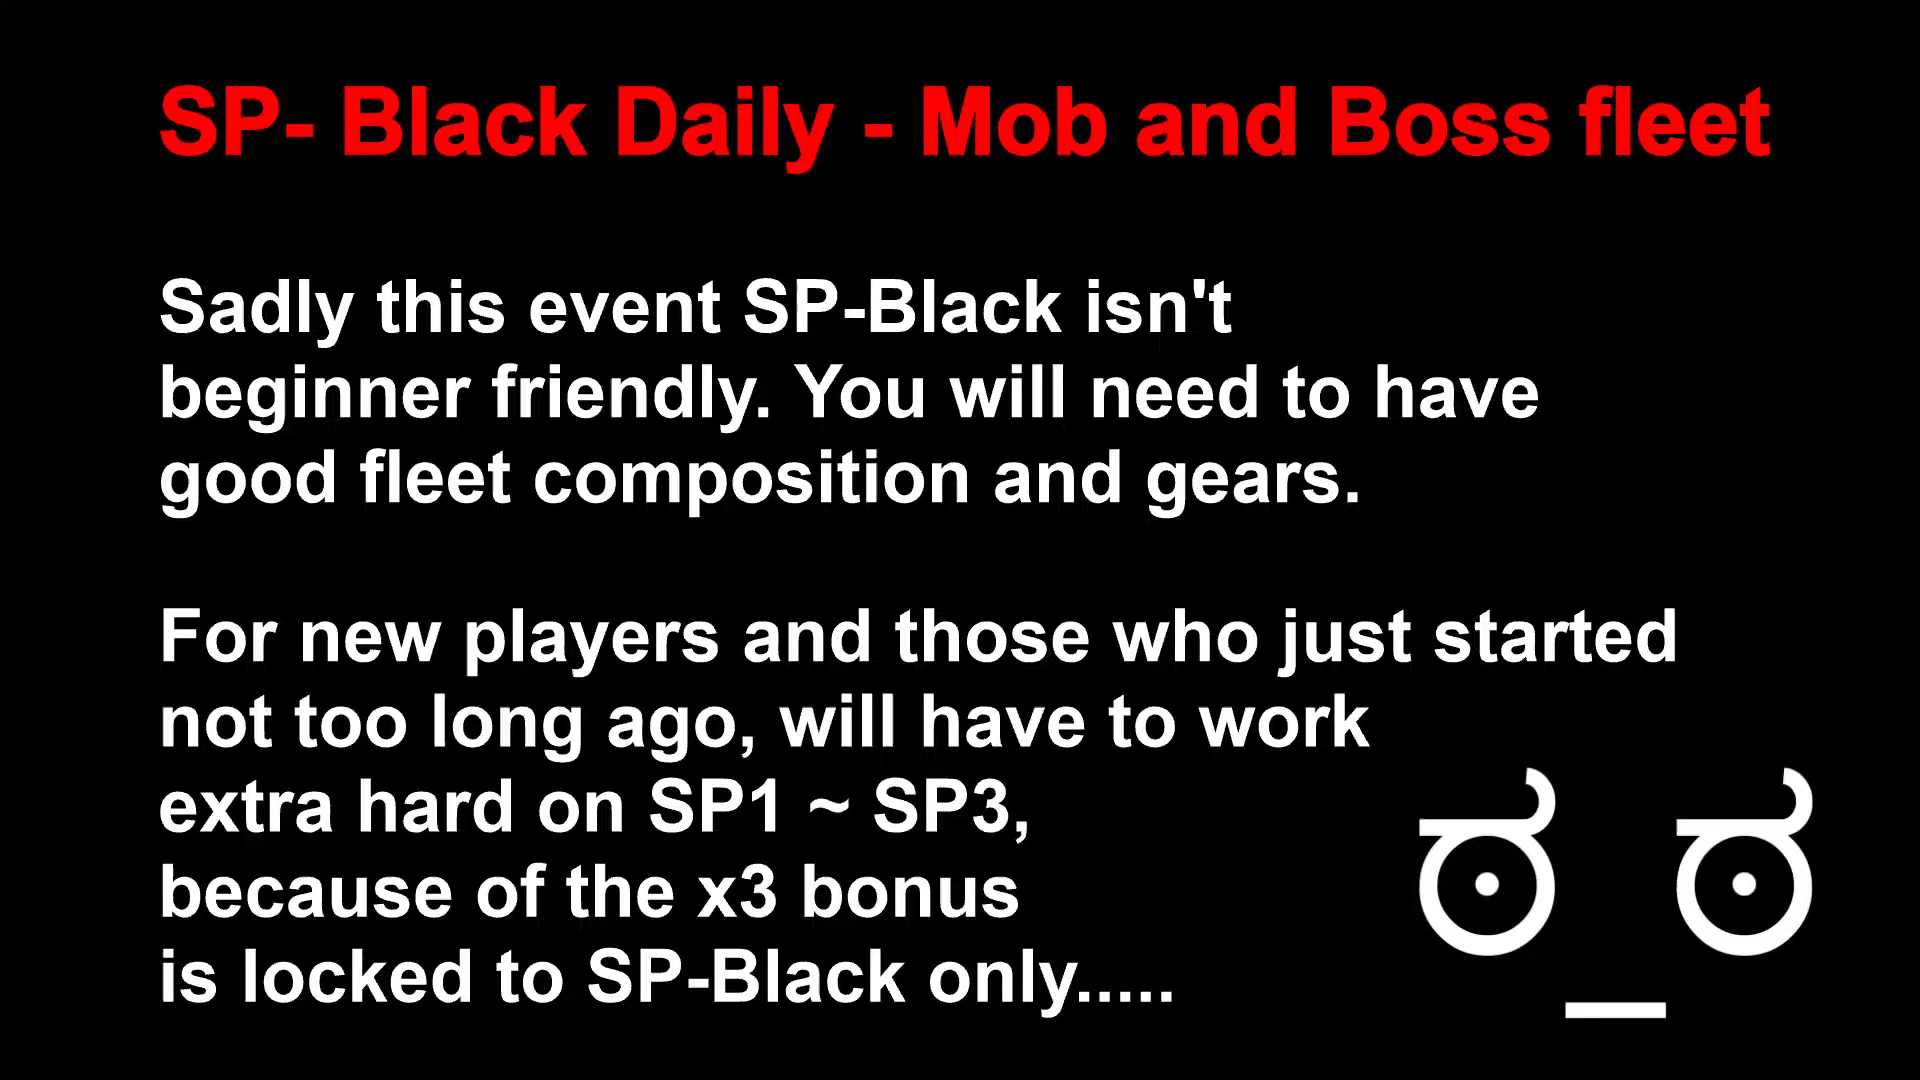 SP- Black Daily - Mob and Boss fleet
Sadly this event SP-Black isn't
beginner friendly. You will need to have
good fleet composition and gears.
For new players and those who just started
not too long ago, will have to work
extra hard on SP1 ~ SP3,
because of the x3 bonus
is locked to SP-Black only.....
ಠ_ಠ